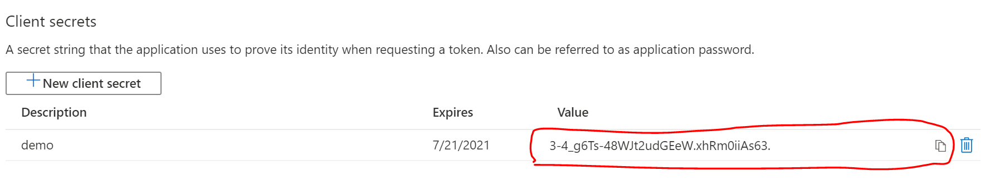 Client secrets
A secret string that the application uses to prove its identity when requesting a token. Also can be referred to as application password.
New client secret
Description Expires Value
demo 7/21/2021 3-4_g6Ts-48WJt2udGEeW.xhRm0iiAs63.